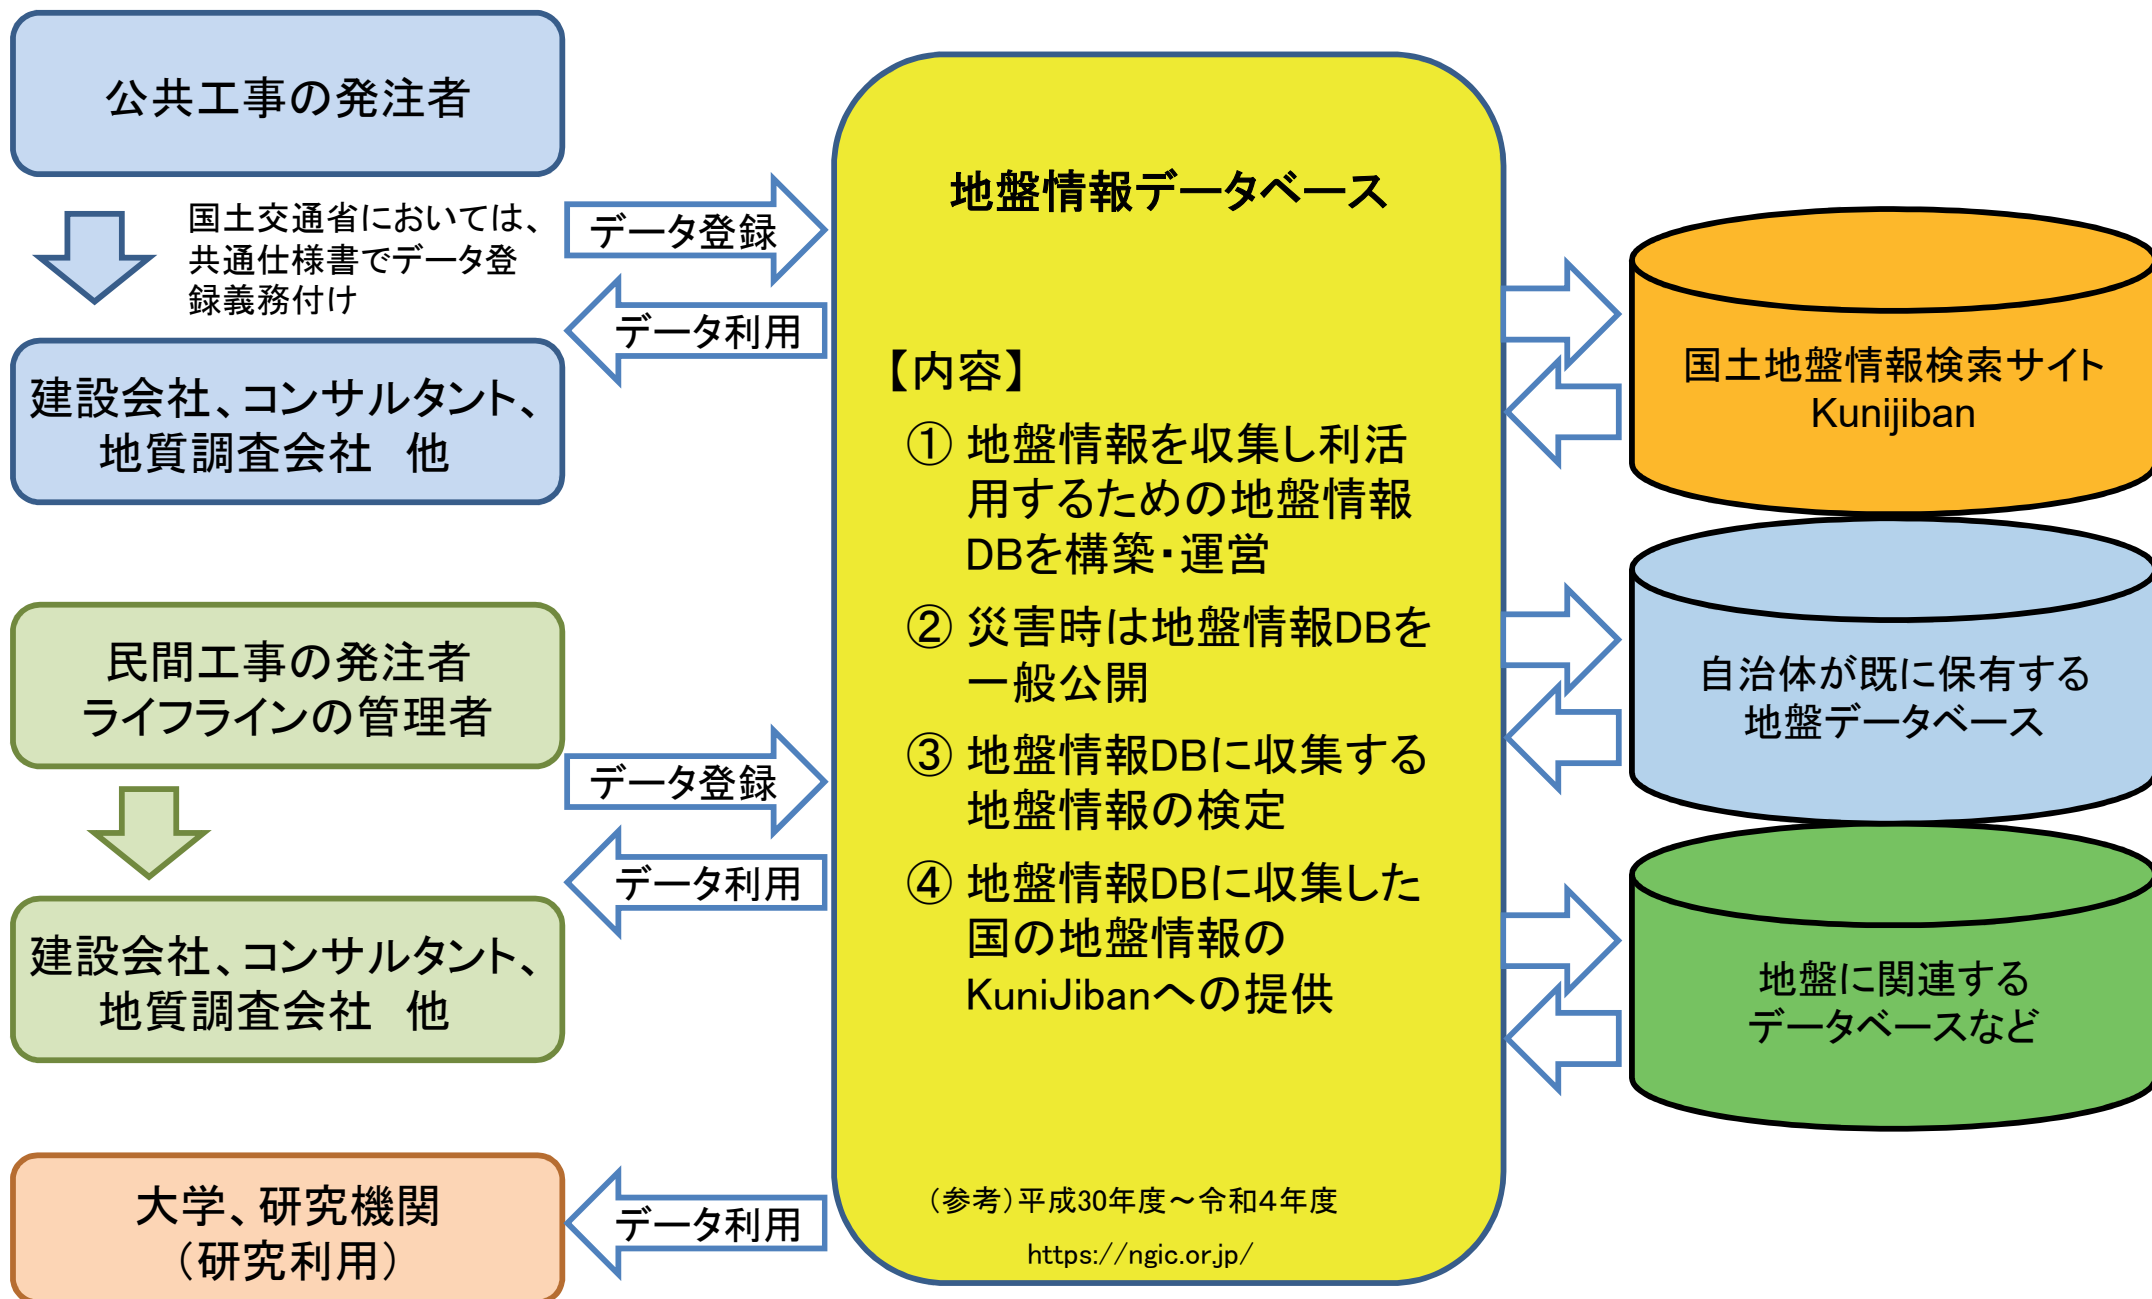 公共工事の発注者
国土交通省においては、
共通仕様書でデータ登
録義務付け
建設会社、コンサルタント、
地質調査会社　他
データ登録
データ利用
民間工事の発注者
ライフラインの管理者
建設会社、コンサルタント、
地質調査会社　他
データ登録
データ利用
大学、研究機関
（研究利用）
データ利用
地盤情報データベース
【内容】
① 地盤情報を収集し利活
用するための地盤情報
DBを構築・運営
② 災害時は地盤情報DBを
一般公開
③ 地盤情報DBに収集する
地盤情報の検定
④ 地盤情報DBに収集した
国の地盤情報の
KuniJibanへの提供
（参考）平成30年度～令和4年度
https://ngic.or.jp/
国土地盤情報検索サイト
Kunijiban
自治体が既に保有する
地盤データベース
地盤に関連する
データベースなど